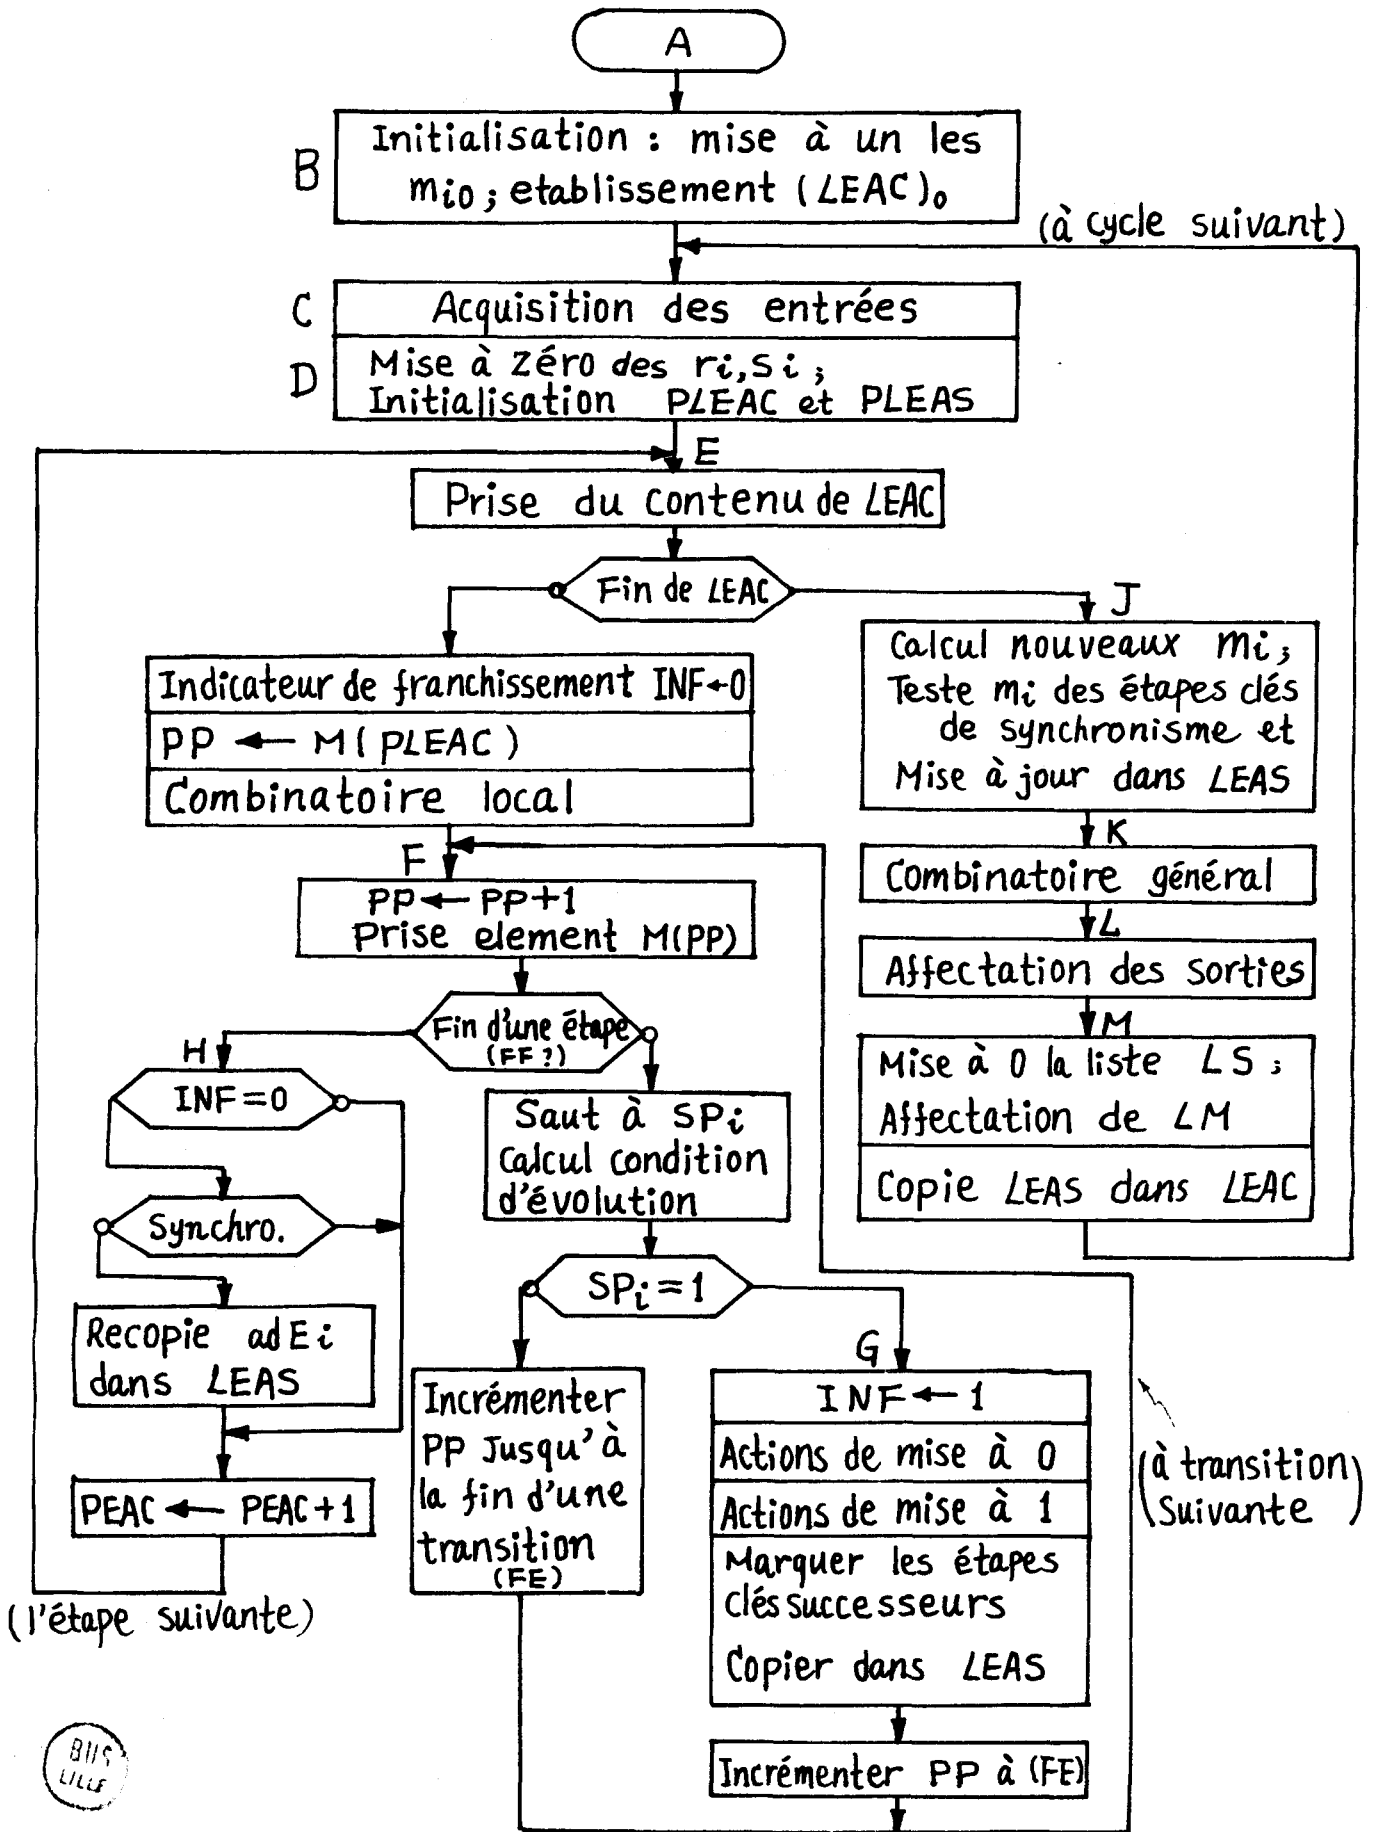 A
B
Initialisation : mise à un les
mi0 ; etablissement (LEAC)0
(à cycle suivant)
C
Acquisition des entrées
D
Mise à zéro des ri, si ;
Initialisation PLEAC et PLEAS
E
Prise du contenu de LEAC
Fin de LEAC
Indicateur de franchissement INF←0
PP ← M(PLEAC)
Combinatoire local
F
PP ← PP+1
Prise element M(PP)
Fin d'une étape
(FF ?)
H
INF=0
Synchro.
Recopie adEi
dans LEAS
PEAC ← PEAC+1
(l'étape suivante)
Saut à SPi
Calcul condition
d'évolution
SPi=1
Incrémenter
PP Jusqu'à
la fin d'une
transition
(FE)
G
INF ← 1
Actions de mise à 0
Actions de mise à 1
Marquer les étapes
clés successeurs
Copier dans LEAS
Incrémenter PP à (FE)
(à transition
suivante)
J
Calcul nouveaux mi ;
Teste mi des étapes clés
de synchronisme et
Mise à jour dans LEAS
K
Combinatoire général
L
Affectation des sorties
M
Mise à 0 la liste LS ;
Affectation de LM
Copie LEAS dans LEAC
BUS
LILLE